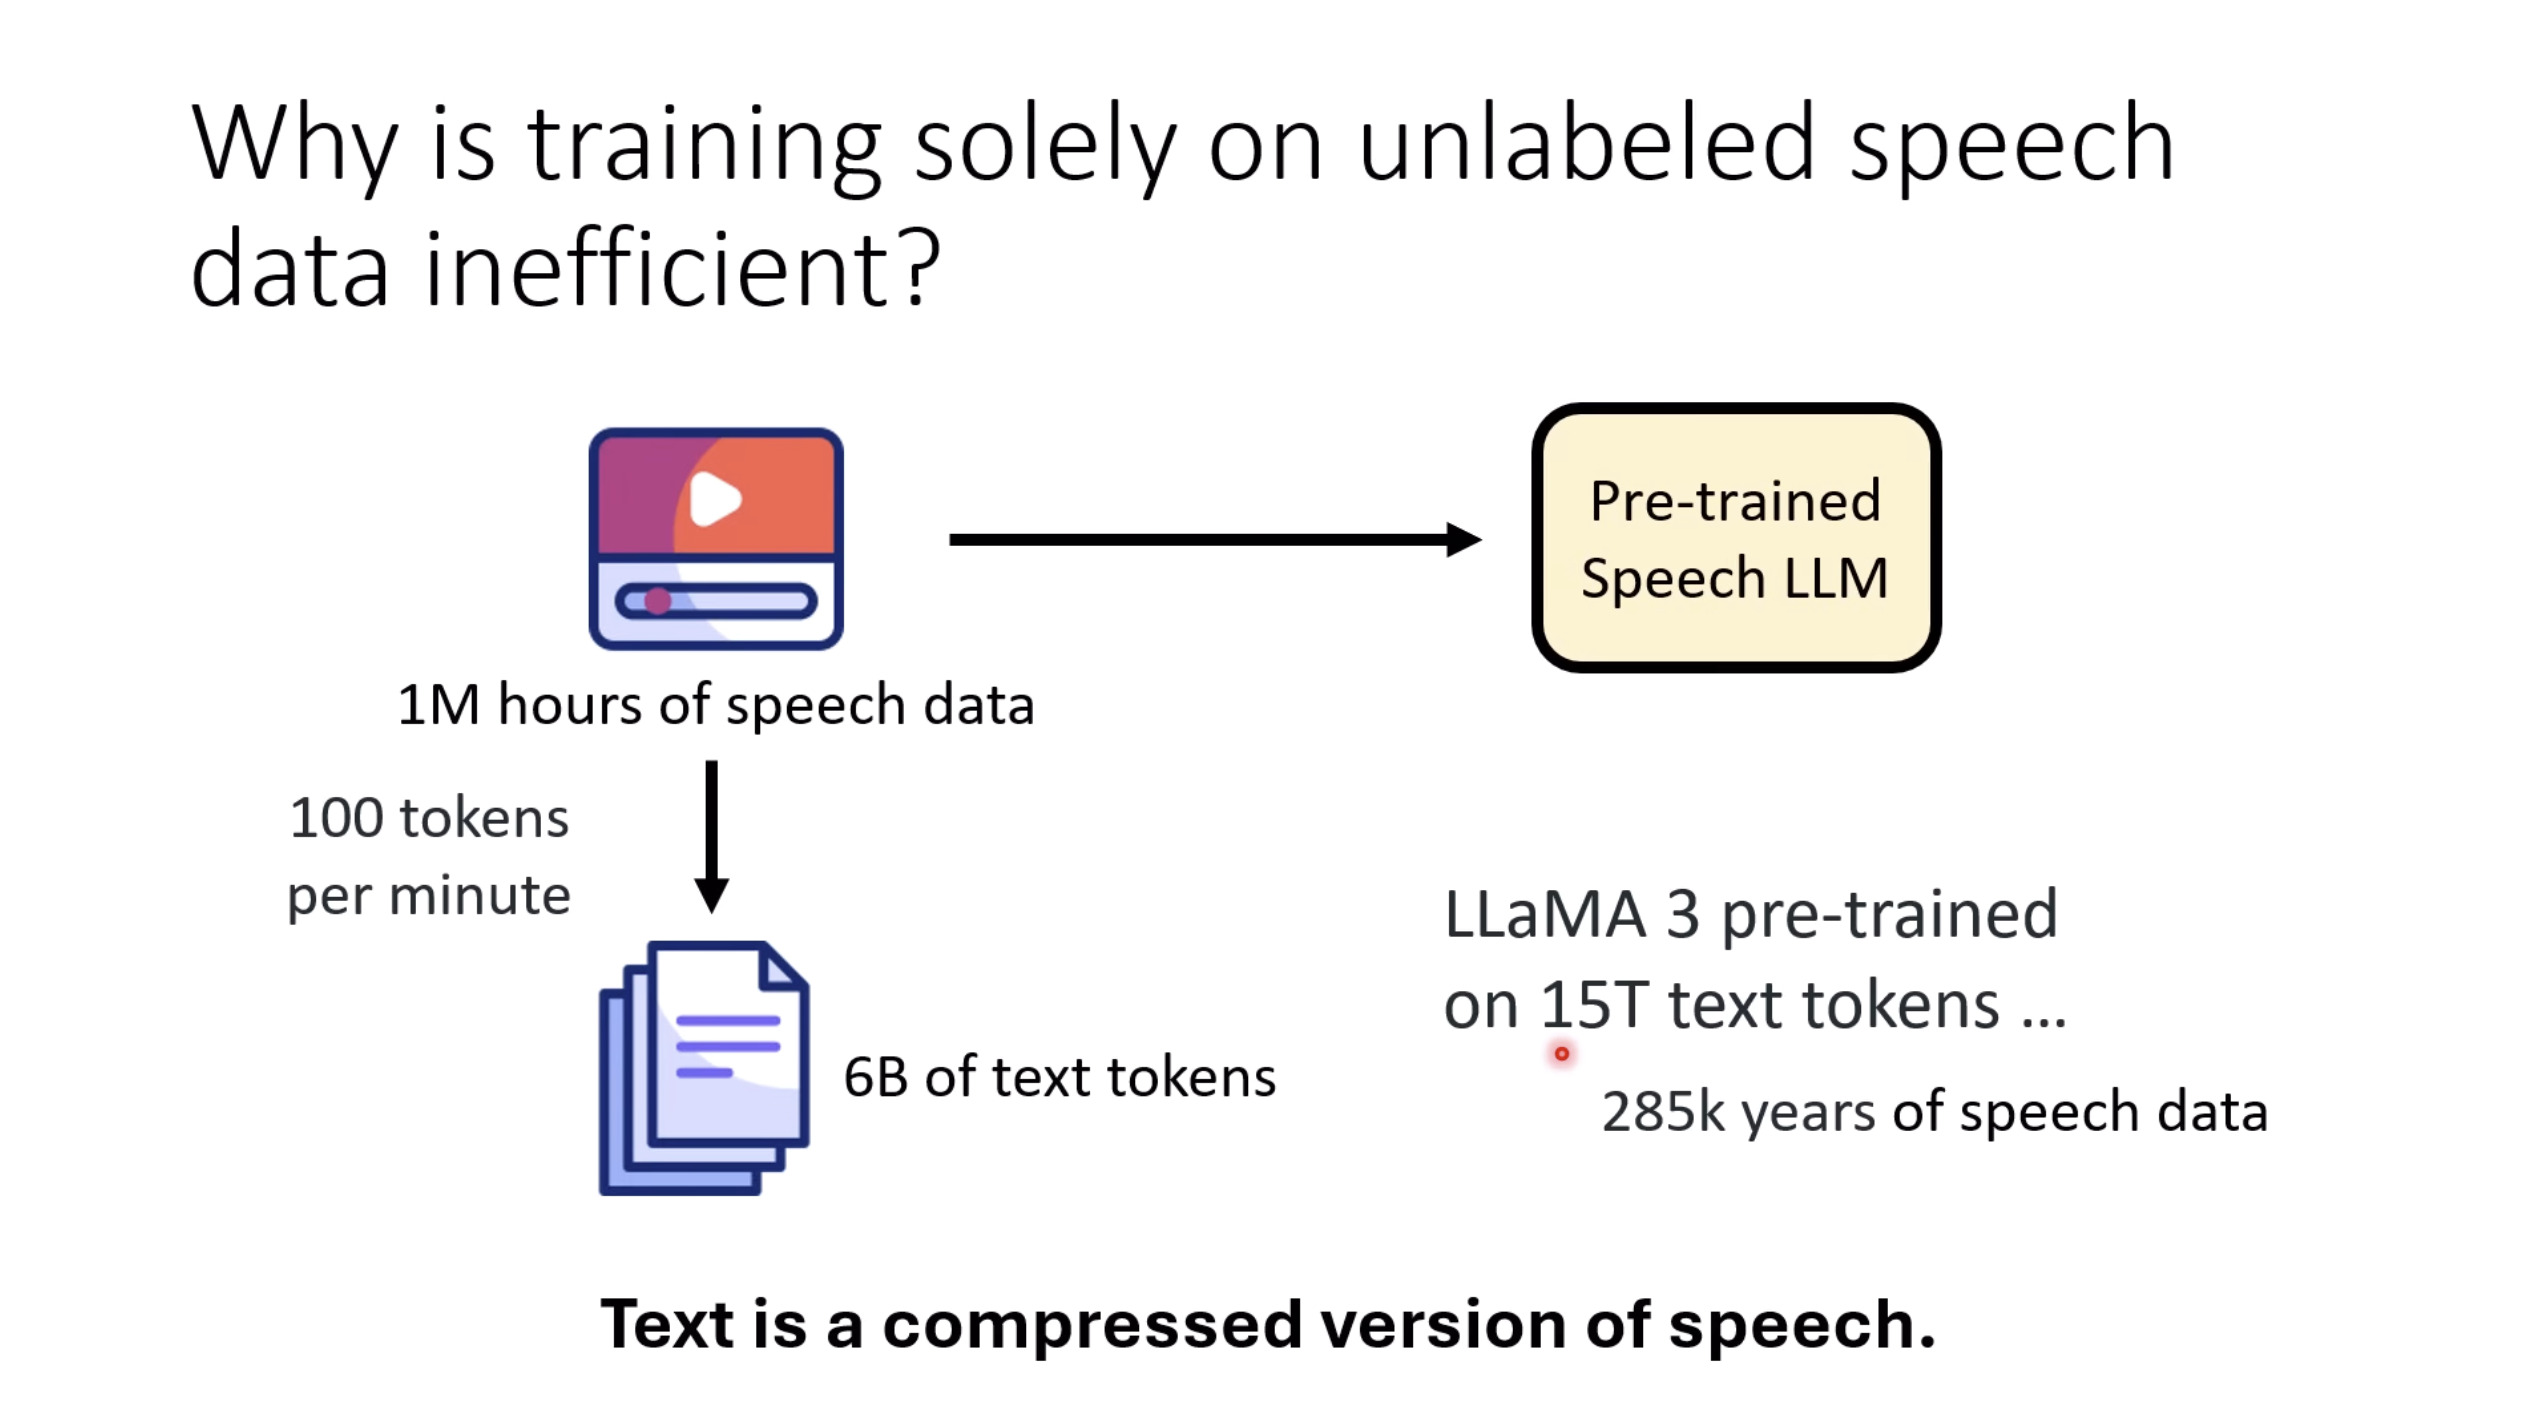 Why is training solely on unlabeled speech
data inefficient?
Pre-trained
Speech LLM
1M hours of speech data
100 tokens
per minute
6B of text tokens
LLaMA 3 pre-trained
on 15T text tokens ...
285k years of speech data
Text is a compressed version of speech.